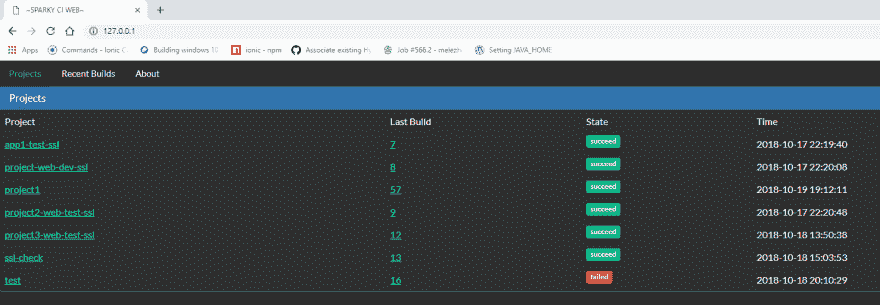 ~SPARKY CI WEB~
127.0.0.1
Apps Commands - Ionic C Building windows 10 ionic - npm Associate existing Job #566.2 - melezh Setting JAVA_HOME
Projects Recent Builds About
Projects
Project Last Build State Time
app1-test-ssl 7 succeed 2018-10-17 22:19:40
project-web-dev-ssl 8 succeed 2018-10-17 22:20:08
project1 57 succeed 2018-10-19 19:12:11
project2-web-test-ssl 9 succeed 2018-10-17 22:20:48
project3-web-test-ssl 12 succeed 2018-10-18 13:50:38
ssl-check 13 succeed 2018-10-18 15:03:53
test 16 failed 2018-10-18 20:10:29